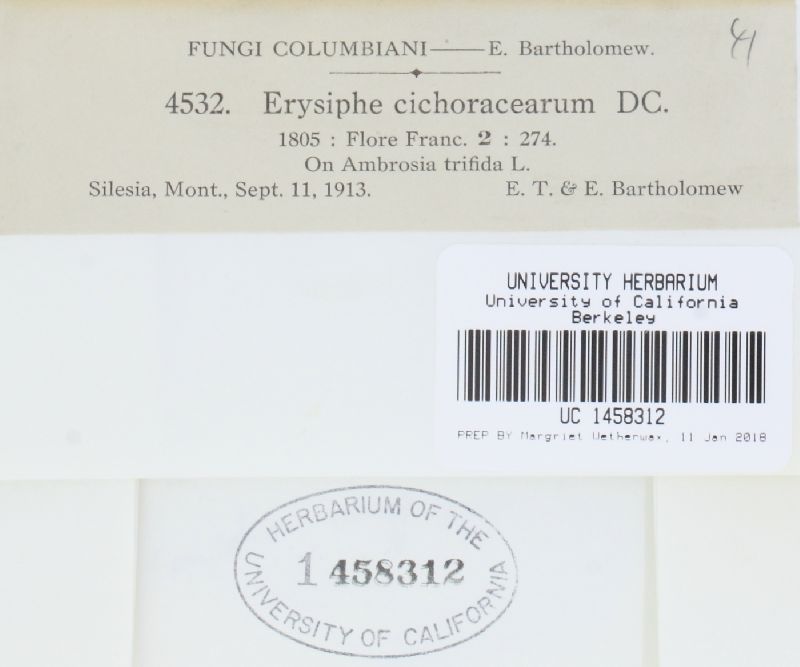 FUNGI COLUMBIANI—E. Bartholomew.
4532. Erysiphe cichoracearum DC.
1805 : Flore Franc. 2 : 274.
On Ambrosia trifida L.
Silesia, Mont., Sept. 11, 1913. E. T. & E. Bartholomew
UNIVERSITY HERBARIUM
University of California
Berkeley
UC 1458312
PREP BY Margriet Wetherwax, 11 Jan 2018
HERBARIUM OF THE
1 458312
UNIVERSITY OF CALIFORNIA